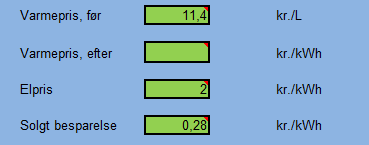 Varmepris, før 11,4 kr./L
Varmepris, efter kr./kWh
Elpris 2 kr./kWh
Solgt besparelse 0,28 kr./kWh